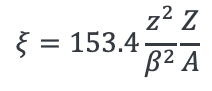 ξ = 153.4 z² / β² Z / A